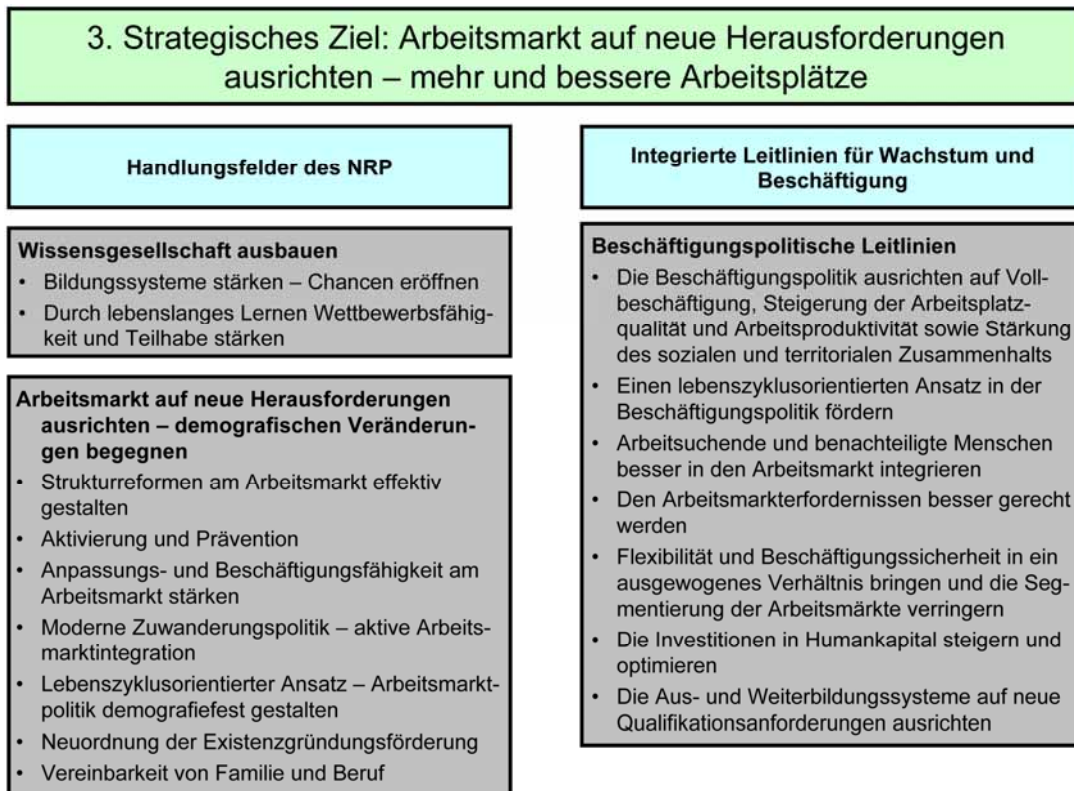 3. Strategisches Ziel: Arbeitsmarkt auf neue Herausforderungen
ausrichten – mehr und bessere Arbeitsplätze
Handlungsfelder des NRP
Wissensgesellschaft ausbauen
• Bildungssysteme stärken – Chancen eröffnen
• Durch lebenslanges Lernen Wettbewerbsfähig-
keit und Teilhabe stärken
Arbeitsmarkt auf neue Herausforderungen
ausrichten – demografischen Veränderun-
gen begegnen
• Strukturreformen am Arbeitsmarkt effektiv
gestalten
• Aktivierung und Prävention
• Anpassungs- und Beschäftigungsfähigkeit am
Arbeitsmarkt stärken
• Moderne Zuwanderungspolitik – aktive Arbeits-
marktintegration
• Lebenszyklusorientierter Ansatz – Arbeitsmarkt-
politik demografiefest gestalten
• Neuordnung der Existenzgründungsförderung
• Vereinbarkeit von Familie und Beruf
Integrierte Leitlinien für Wachstum und
Beschäftigung
Beschäftigungspolitische Leitlinien
• Die Beschäftigungspolitik ausrichten auf Voll-
beschäftigung, Steigerung der Arbeitsplatz-
qualität und Arbeitsproduktivität sowie Stärkung
des sozialen und territorialen Zusammenhalts
• Einen lebenszyklusorientierten Ansatz in der
Beschäftigungspolitik fördern
• Arbeitsuchende und benachteiligte Menschen
besser in den Arbeitsmarkt integrieren
• Den Arbeitsmarkterfordernissen besser gerecht
werden
• Flexibilität und Beschäftigungssicherheit in ein
ausgewogenes Verhältnis bringen und die Seg-
mentierung der Arbeitsmärkte verringern
• Die Investitionen in Humankapital steigern und
optimieren
• Die Aus- und Weiterbildungssysteme auf neue
Qualifikationsanforderungen ausrichten